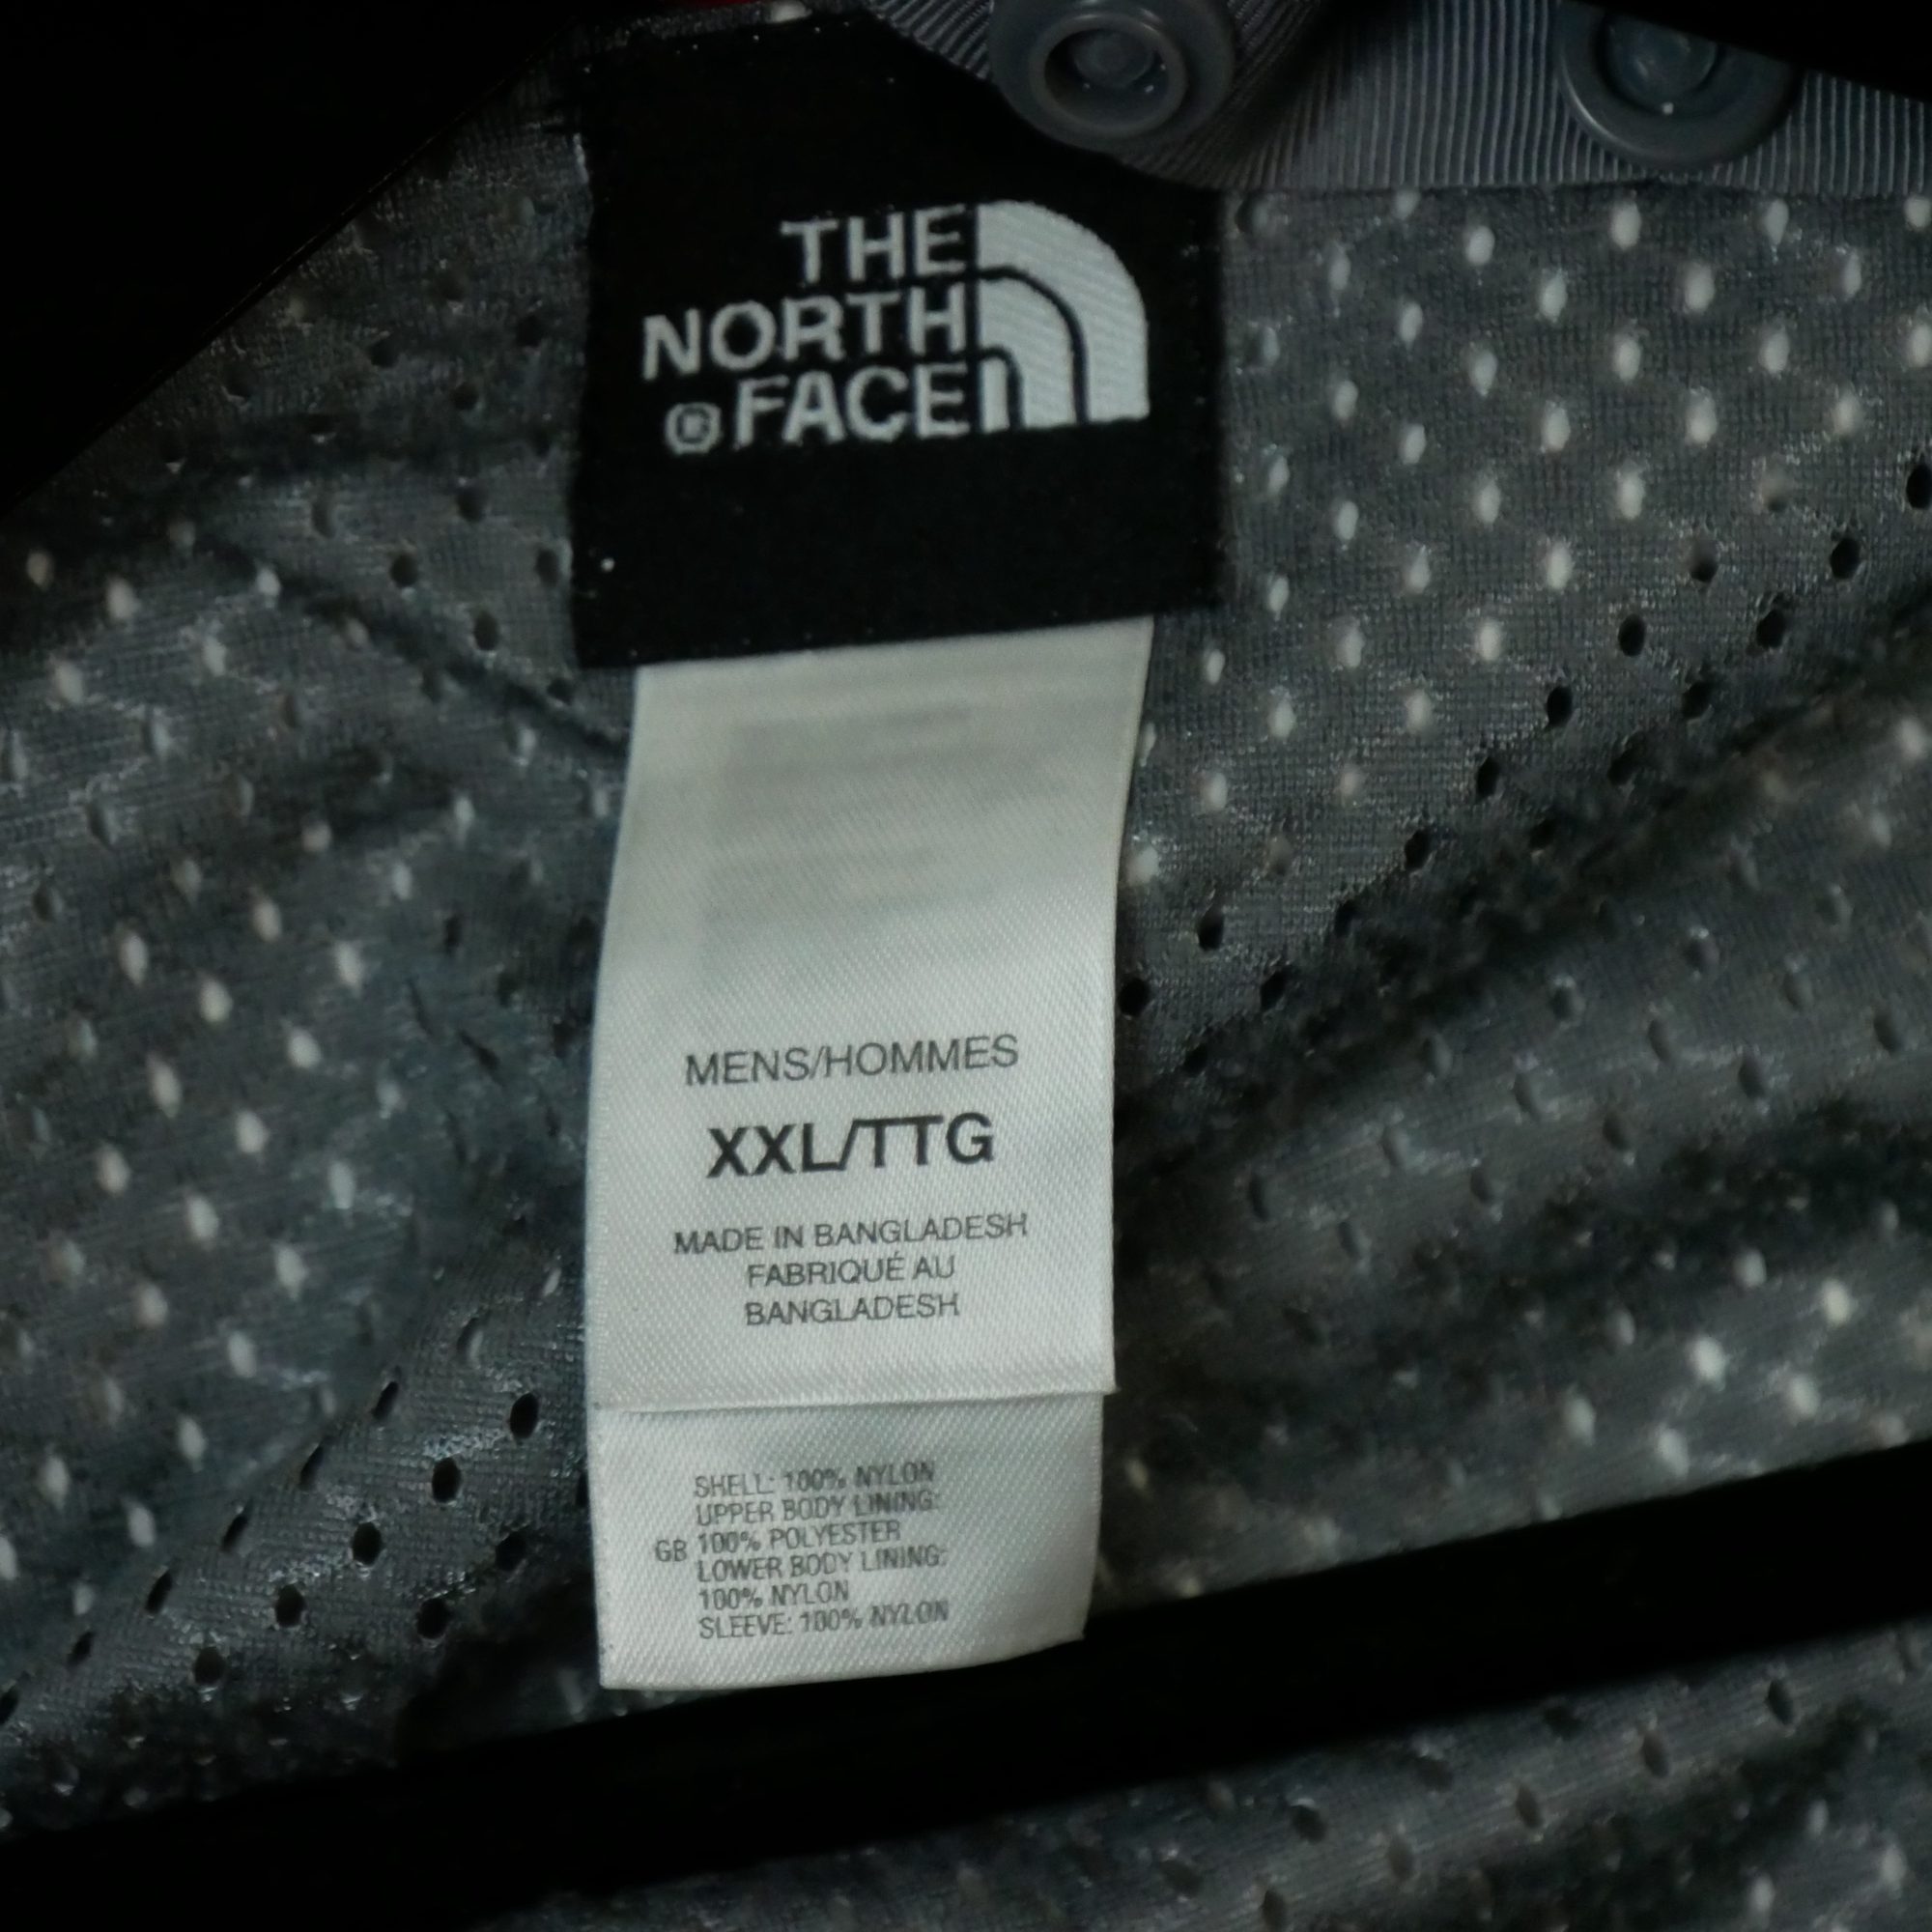 THE
NORTH
® FACE
MENS/HOMMES
XXL/TTG
MADE IN BANGLADESH
FABRIQUÉ AU
BANGLADESH
SHELL: 100% NYLON
UPPER BODY LINING:
GB 100% POLYESTER
LOWER BODY LINING:
100% NYLON
SLEEVE: 100% NYLON